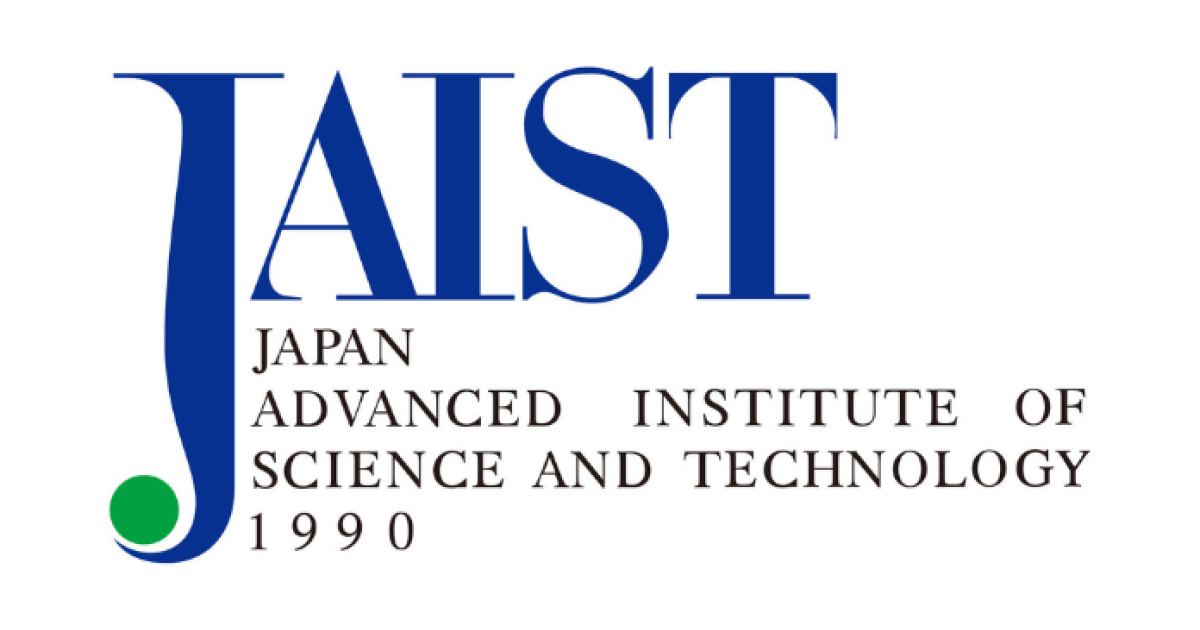 JAIST
JAPAN
ADVANCED INSTITUTE OF
SCIENCE AND TECHNOLOGY
1990